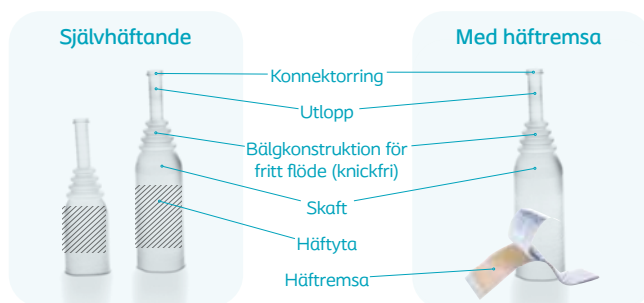 Självhäftande
Med häftremsa
Konnektorring
Utlopp
Bälgkonstruktion för
fritt flöde (knickfri)
Skaft
Häftyta
Häftremsa